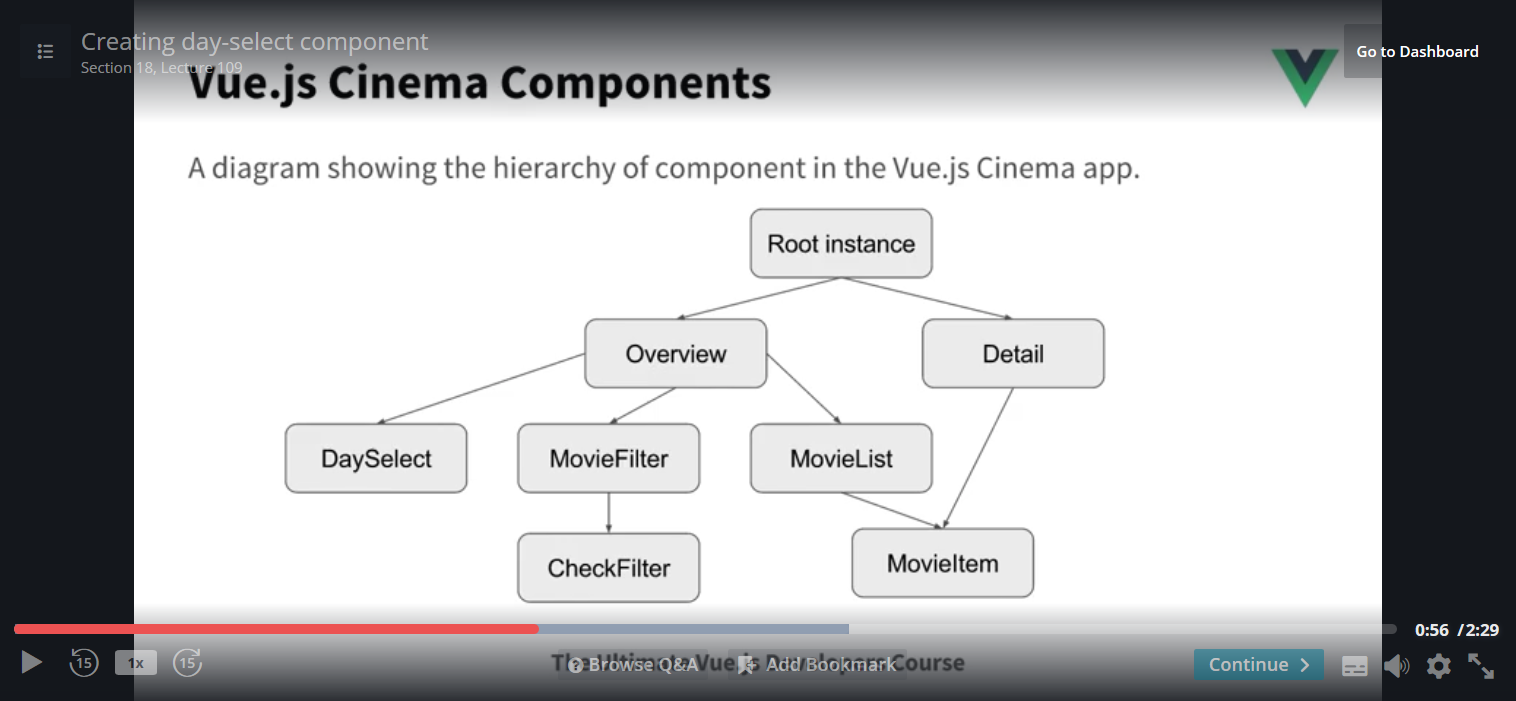 Creating day-select component
Section 18, Lecture 109
Go to Dashboard
Vue.js Cinema Components
A diagram showing the hierarchy of component in the Vue.js Cinema app.
Root instance
Overview
Detail
DaySelect
MovieFilter
MovieList
CheckFilter
MovieItem
0:56 / 2:29
15
1x
15
The Ultimate Vue.js Developers Course
? Browse Q&A
Add Bookmark
Continue